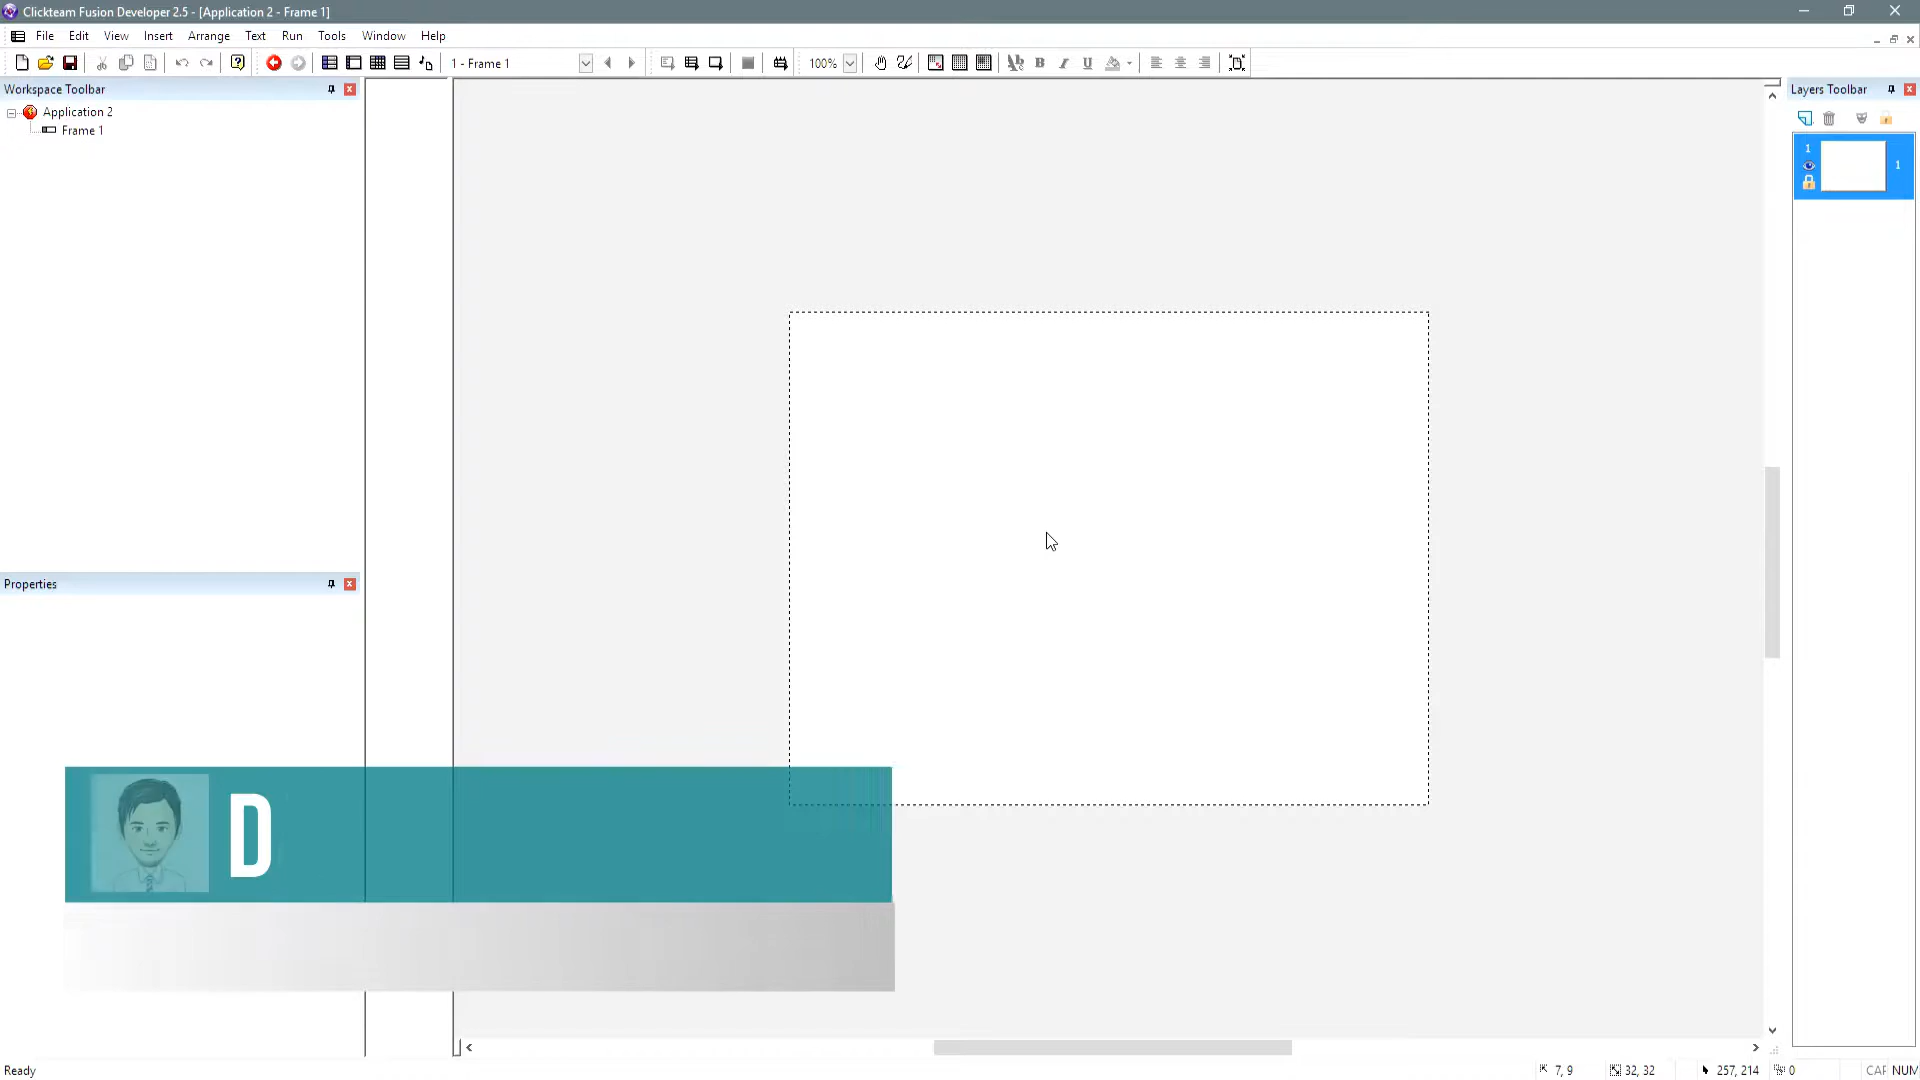 Clickteam Fusion Developer 2.5 - [Application 2 - Frame 1]
File Edit View Insert Arrange Text Run Tools Window Help
1 - Frame 1
100%
Workspace Toolbar
Application 2
Frame 1
Layers Toolbar
1
1
Properties
D
Ready
7, 9
32, 32
257, 214
0
CAP NUM